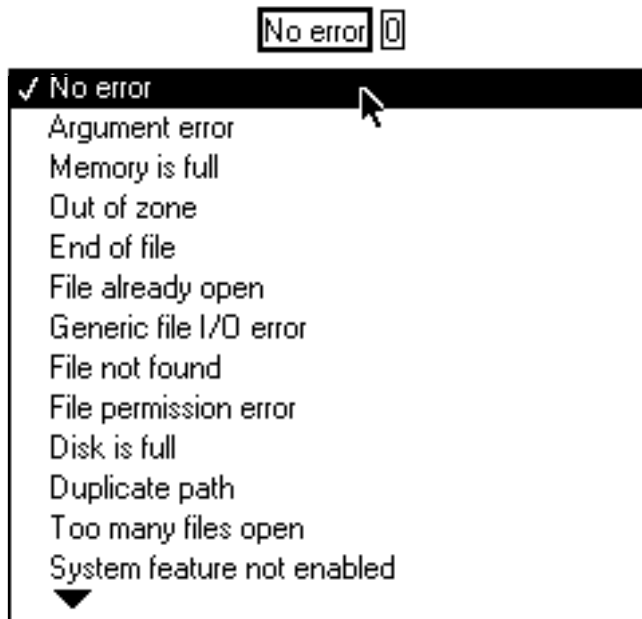 No error 0
✓ No error
Argument error
Memory is full
Out of zone
End of file
File already open
Generic file I/O error
File not found
File permission error
Disk is full
Duplicate path
Too many files open
System feature not enabled